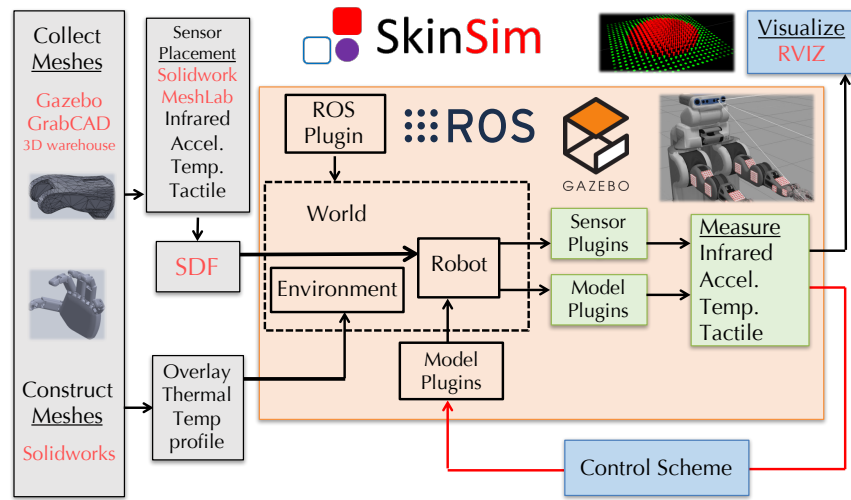 Collect
Meshes
Gazebo
GrabCAD
3D warehouse
Construct
Meshes
Solidworks
Sensor
Placement
Solidwork
MeshLab
Infrared
Accel.
Temp.
Tactile
SDF
Overlay
Thermal
Temp
profile
SkinSim
ROS
Plugin
ROS
GAZEBO
World
Environment
Robot
Model
Plugins
Sensor
Plugins
Model
Plugins
Measure
Infrared
Accel.
Temp.
Tactile
Visualize
RVIZ
Control Scheme